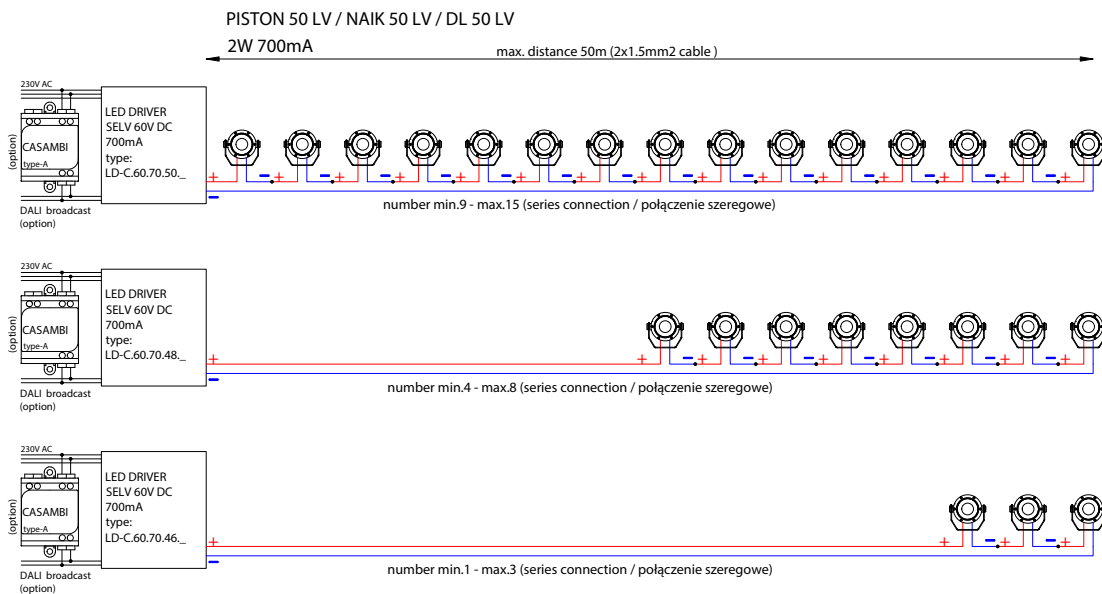 PISTON 50 LV / NAIK 50 LV / DL 50 LV
2W 700mA
max. distance 50m (2x1.5mm2 cable )
230V AC
(option)
CASAMBI
type-A
DALI broadcast
(option)
LED DRIVER
SELV 60V DC
700mA
type:
LD-C.60.70.50._
number min.9 - max.15 (series connection / połączenie szeregowe)
230V AC
(option)
CASAMBI
type-A
DALI broadcast
(option)
LED DRIVER
SELV 60V DC
700mA
type:
LD-C.60.70.48._
number min.4 - max.8 (series connection / połączenie szeregowe)
230V AC
(option)
CASAMBI
type-A
DALI broadcast
(option)
LED DRIVER
SELV 60V DC
700mA
type:
LD-C.60.70.46._
number min.1 - max.3 (series connection / połączenie szeregowe)